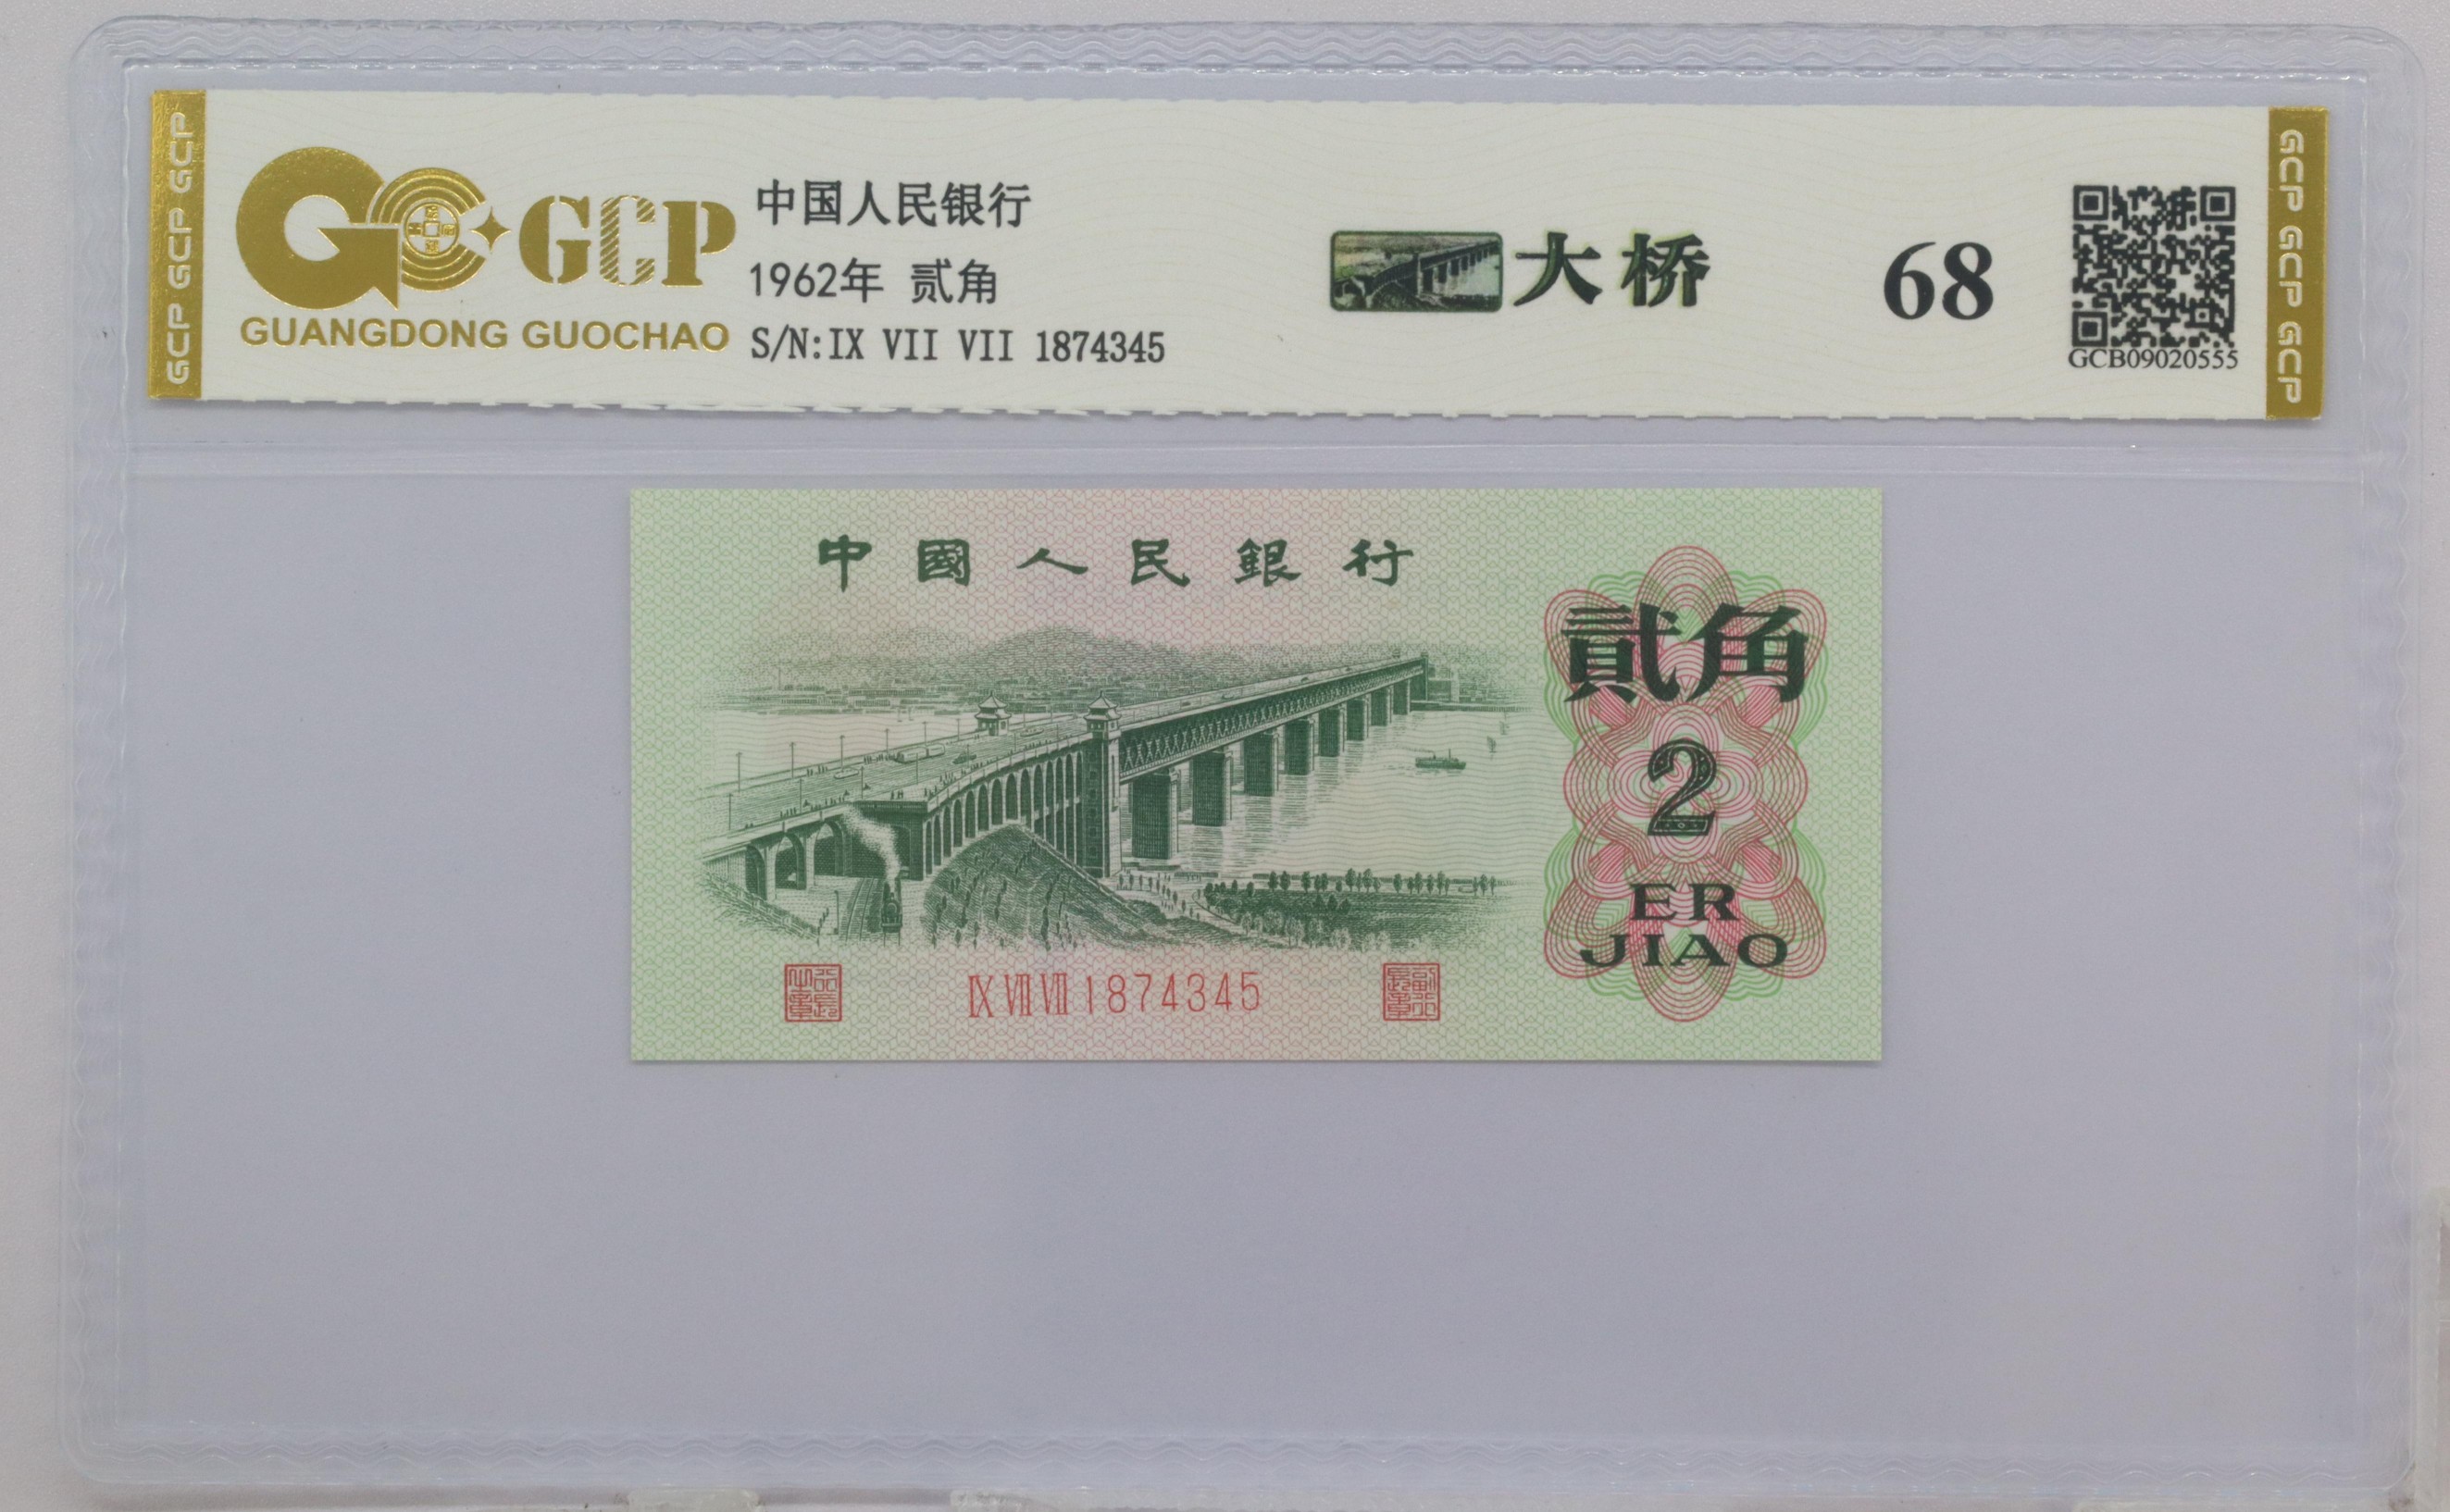 GCP GCP GCP
GCP
GUANGDONG GUOCHAO
中国人民银行
1962年 贰角
S/N:IX VII VII 1874345
大桥
68
GCB09020555
GCP GCP GCP
中國人民銀行
貳角
2
ER
JIAO
IX VII VII 1874345